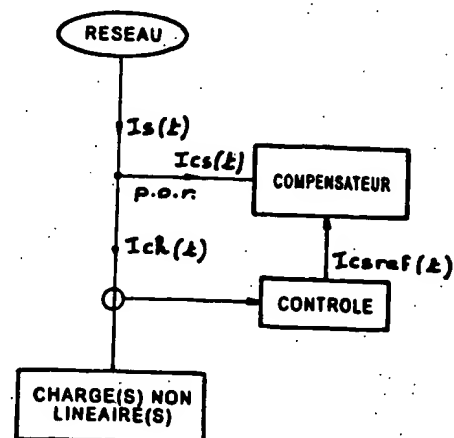 RESEAU
Is(t)
Ics(t)
COMPENSATEUR
p.o.r.
Ich(t)
Icsref(t)
CONTROLE
CHARGE(S) NON
LINEAIRE(S)